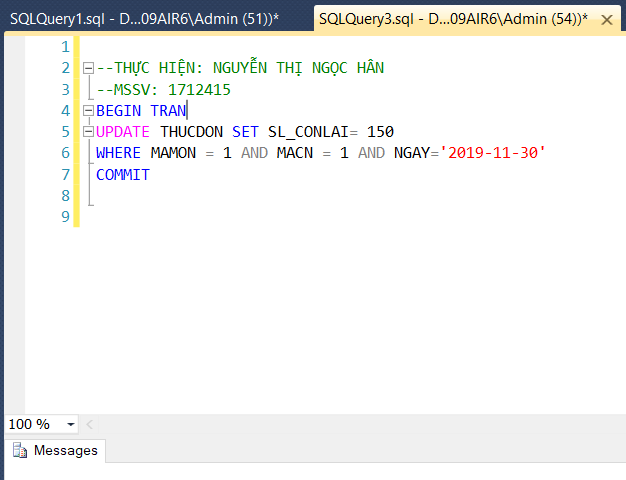 SQLQuery1.sql - D...09AIR6\Admin (51))*
SQLQuery3.sql - D...09AIR6\Admin (54))*
1
2 --THỰC HIỆN: NGUYỄN THỊ NGỌC HÂN
3 --MSSV: 1712415
4 BEGIN TRAN
5 UPDATE THUCDON SET SL_CONLAI= 150
6 WHERE MAMON = 1 AND MACN = 1 AND NGAY='2019-11-30'
7 COMMIT
8
9
100 %
Messages